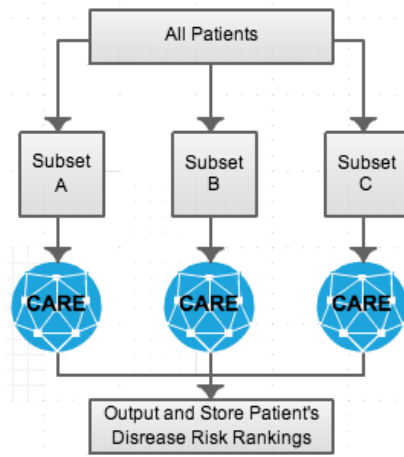 All Patients
Subset
A
Subset
B
Subset
C
CARE
CARE
CARE
Output and Store Patient's
Disrease Risk Rankings